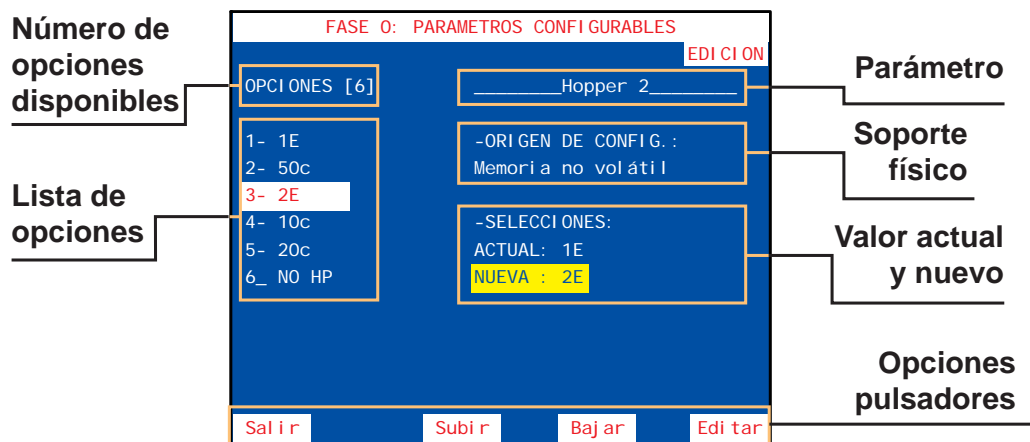 Número de
opciones
disponibles
Lista de
opciones
FASE 0: PARAMETROS CONFIGURABLES
EDICION
OPCIONES [6]
________Hopper 2________
1- 1E
2- 50c
3- 2E
4- 10c
5- 20c
6_ NO HP
-ORIGEN DE CONFIG.:
Memoria no volátil
-SELECCIONES:
ACTUAL: 1E
NUEVA : 2E
Salir
Subir
Bajar
Editar
Parámetro
Soporte
físico
Valor actual
y nuevo
Opciones
pulsadores